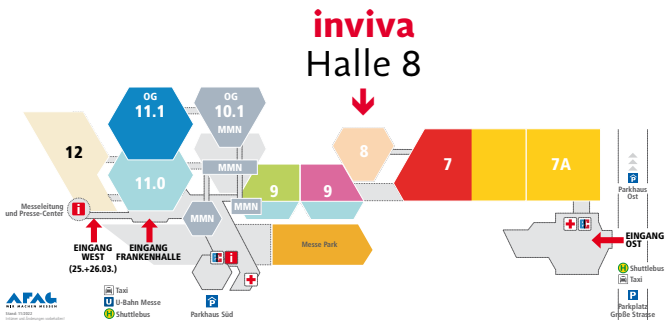 inviva
Halle 8
OG
11.1
OG
10.1
MMN
12
11.0
MMN
9
9
8
7
7A
MMN
MMN
Messeleitung
und Presse-Center
i
EINGANG
WEST
(25.+26.03.)
EINGANG
FRANKENHALLE
i
Messe Park
P
Parkhaus
Ost
EINGANG
OST
H Shuttlebus
Taxi
P
Parkplatz
Große Strasse
AFAG
WIR MACHEN MESSEN
Taxi
U U-Bahn Messe
H Shuttlebus
P
Parkhaus Süd